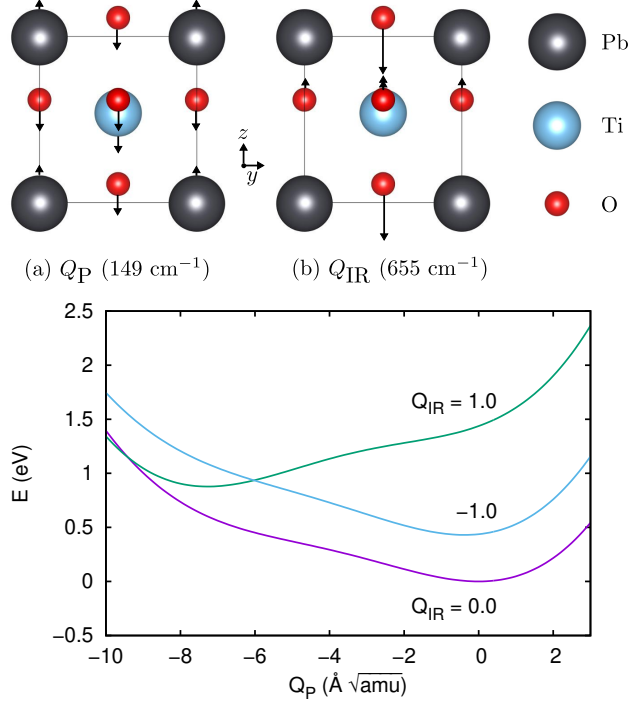 Pb
Ti
O
z
y
(a) Q_P (149 cm⁻¹)
(b) Q_IR (655 cm⁻¹)
2.5
2
1.5
1
0.5
0
−0.5
E (eV)
Q_IR = 1.0
−1.0
Q_IR = 0.0
−10 −8 −6 −4 −2 0 2
Q_P (Å √amu)